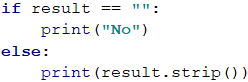 if result == "":
    print("No")
else:
    print(result.strip())